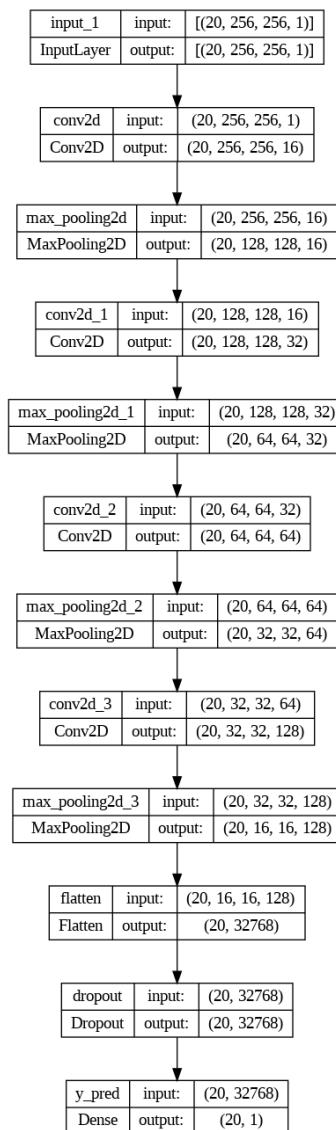 input_1 input: [(20, 256, 256, 1)]
InputLayer output: [(20, 256, 256, 1)]
conv2d input: (20, 256, 256, 1)
Conv2D output: (20, 256, 256, 16)
max_pooling2d input: (20, 256, 256, 16)
MaxPooling2D output: (20, 128, 128, 16)
conv2d_1 input: (20, 128, 128, 16)
Conv2D output: (20, 128, 128, 32)
max_pooling2d_1 input: (20, 128, 128, 32)
MaxPooling2D output: (20, 64, 64, 32)
conv2d_2 input: (20, 64, 64, 32)
Conv2D output: (20, 64, 64, 64)
max_pooling2d_2 input: (20, 64, 64, 64)
MaxPooling2D output: (20, 32, 32, 64)
conv2d_3 input: (20, 32, 32, 64)
Conv2D output: (20, 32, 32, 128)
max_pooling2d_3 input: (20, 32, 32, 128)
MaxPooling2D output: (20, 16, 16, 128)
flatten input: (20, 16, 16, 128)
Flatten output: (20, 32768)
dropout input: (20, 32768)
Dropout output: (20, 32768)
y_pred input: (20, 32768)
Dense output: (20, 1)